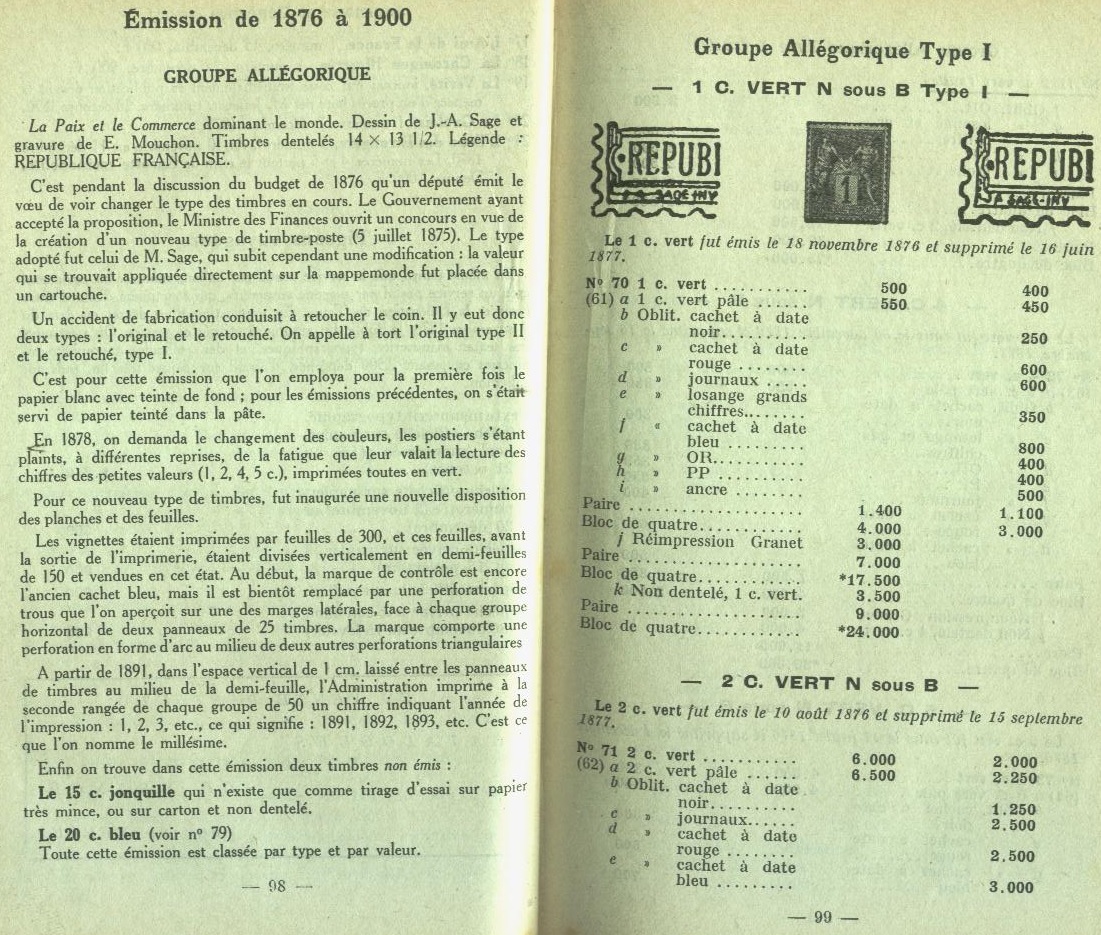 Émission de 1876 à 1900
GROUPE ALLÉGORIQUE
La Paix et le Commerce dominant le monde. Dessin de J.-A. Sage et
gravure de E. Mouchon. Timbres dentelés 14 × 13 1/2. Légende :
REPUBLIQUE FRANÇAISE.
C'est pendant la discussion du budget de 1876 qu'un député émit le
vœu de voir changer le type des timbres en cours. Le Gouvernement ayant
accepté la proposition, le Ministre des Finances ouvrit un concours en vue de
la création d'un nouveau type de timbre-poste (5 juillet 1875). Le type
adopté fut celui de M. Sage, qui subit cependant une modification : la valeur
qui se trouvait appliquée directement sur la mappemonde fut placée dans
un cartouche.
Un accident de fabrication conduisit à retoucher le coin. Il y eut donc
deux types : l'original et le retouché. On appelle à tort l'original type II
et le retouché, type I.
C'est pour cette émission que l'on employa pour la première fois le
papier blanc avec teinte de fond ; pour les émissions précédentes, on s'était
servi de papier teinté dans la pâte.
En 1878, on demanda le changement des couleurs, les postiers s'étant
plaints, à différentes reprises, de la fatigue que leur valait la lecture des
chiffres des petites valeurs (1, 2, 4, 5 c.), imprimées toutes en vert.
Pour ce nouveau type de timbres, fut inaugurée une nouvelle disposition
des planches et des feuilles.
Les vignettes étaient imprimées par feuilles de 300, et ces feuilles, avant
la sortie de l'imprimerie, étaient divisées verticalement en demi-feuilles
de 150 et vendues en cet état. Au début, la marque de contrôle est encore
l'ancien cachet bleu, mais il est bientôt remplacé par une perforation de
trous que l'on aperçoit sur une des marges latérales, face à chaque groupe
horizontal de deux panneaux de 25 timbres. La marque comporte une
perforation en forme d'arc au milieu de deux autres perforations triangulaires
A partir de 1891, dans l'espace vertical de 1 cm. laissé entre les panneaux
de timbres au milieu de la demi-feuille, l'Administration imprime à la
seconde rangée de chaque groupe de 50 un chiffre indiquant l'année de
l'impression : 1, 2, 3, etc., ce qui signifie : 1891, 1892, 1893, etc. C'est ce
que l'on nomme le millésime.
Enfin on trouve dans cette émission deux timbres non émis :
Le 15 c. jonquille qui n'existe que comme tirage d'essai sur papier
très mince, ou sur carton et non dentelé.
Le 20 c. bleu (voir n° 79)
Toute cette émission est classée par type et par valeur.
— 98 —
Groupe Allégorique Type I
— 1 C. VERT N sous B Type I —
REPUBI
J A SAGE INV
1
REPUBI
A SAGE-INV
Le 1 c. vert fut émis le 18 novembre 1876 et supprimé le 16 juin
1877.
N° 70 1 c. vert .......... 500 400
(61) a 1 c. vert pâle ....... 550 450
b Oblit. cachet à date
noir.......... 250
c » cachet à date
rouge ........ 600
d » journaux ..... 600
e » losange grands
chiffres....... 350
f « cachet à date
bleu ......... 800
g » OR.......... 400
h » PP .......... 400
i » ancre ........ 500
Paire .................... 1.400 1.100
Bloc de quatre............ 4.000 3.000
j Réimpression Granet 3.000
Paire .................... 7.000
Bloc de quatre............ *17.500
k Non dentelé, 1 c. vert. 3.500
Paire .................... 9.000
Bloc de quatre............ *24.000
— 2 C. VERT N sous B —
Le 2 c. vert fut émis le 10 août 1876 et supprimé le 15 septembre
1877.
N° 71 2 c. vert .......... 6.000 2.000
(62) a 2 c. vert pâle ....... 6.500 2.250
b Oblit. cachet à date
noir.......... 1.250
c » journaux...... 2.500
d » cachet à date
rouge ........ 2.500
e » cachet à date
bleu ......... 3.000
— 99 —